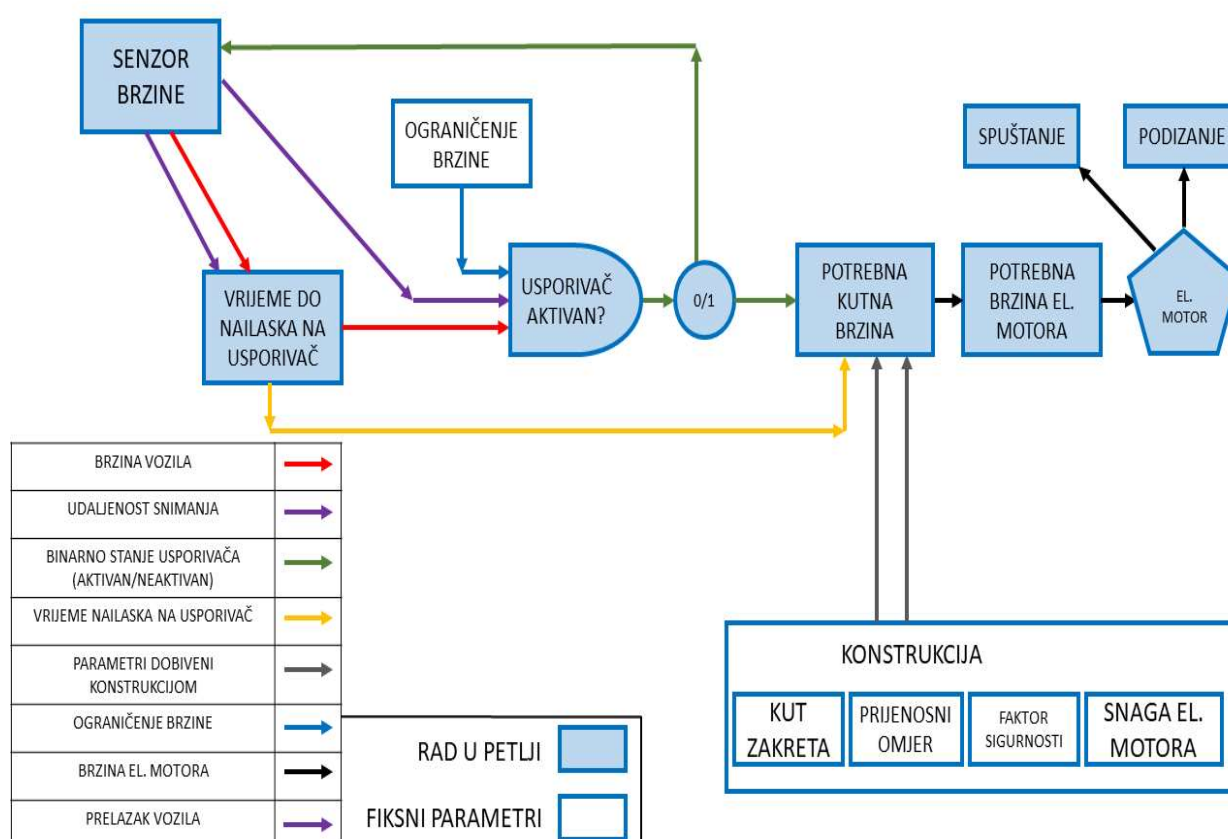 SENZOR
BRZINE
OGRANIČENJE
BRZINE
SPUŠTANJE
PODIZANJE
VRIJEME DO
NAILASKA NA
USPORIVAČ
USPORIVAČ
AKTIVAN?
0/1
POTREBNA
KUTNA
BRZINA
POTREBNA
BRZINA EL.
MOTORA
EL.
MOTOR
BRZINA VOZILA
UDALJENOST SNIMANJA
BINARNO STANJE USPORIVAČA
(AKTIVAN/NEAKTIVAN)
VRIJEME NAILASKA NA USPORIVAČ
PARAMETRI DOBIVENI
KONSTRUKCIJOM
OGRANIČENJE BRZINE
BRZINA EL. MOTORA
PRELAZAK VOZILA
RAD U PETLJI
FIKSNI PARAMETRI
KONSTRUKCIJA
KUT
ZAKRETA
PRIJENOSNI
OMJER
FAKTOR
SIGURNOSTI
SNAGA EL.
MOTORA